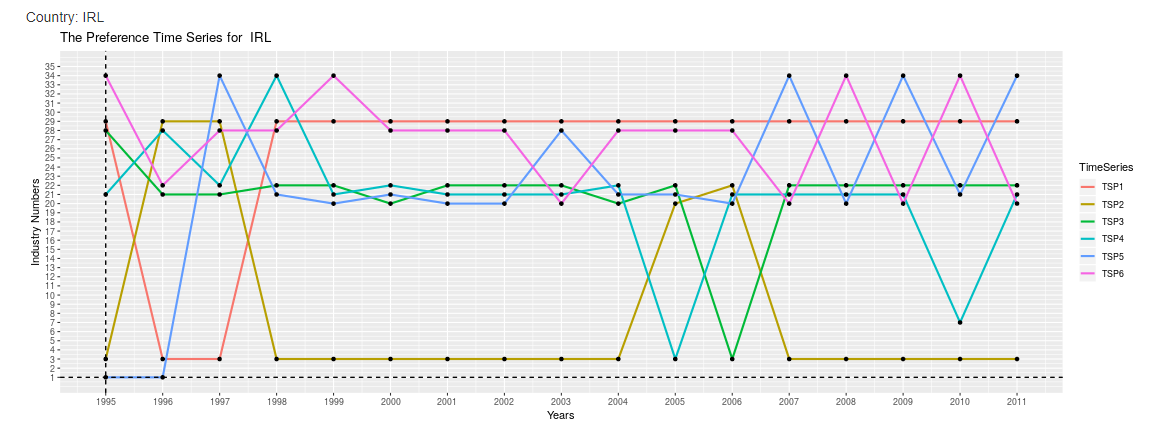 Country: IRL
The Preference Time Series for  IRL
35
34
33
32
31
30
29
28
27
26
25
24
23
22
21
20
19
18
17
16
15
14
13
12
11
10
9
8
7
6
5
4
3
2
1
Industry Numbers
1995 1996 1997 1998 1999 2000 2001 2002 2003 2004 2005 2006 2007 2008 2009 2010 2011
Years
TimeSeries
TSP1
TSP2
TSP3
TSP4
TSP5
TSP6